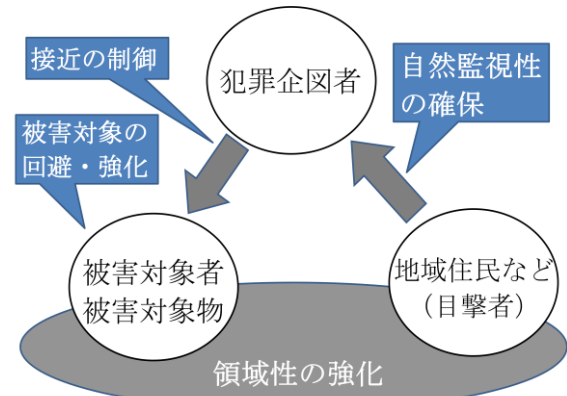 接近の制御
犯罪企図者
自然監視性
の確保
被害対象の
回避・強化
被害対象者
被害対象物
地域住民など
（目撃者）
領域性の強化